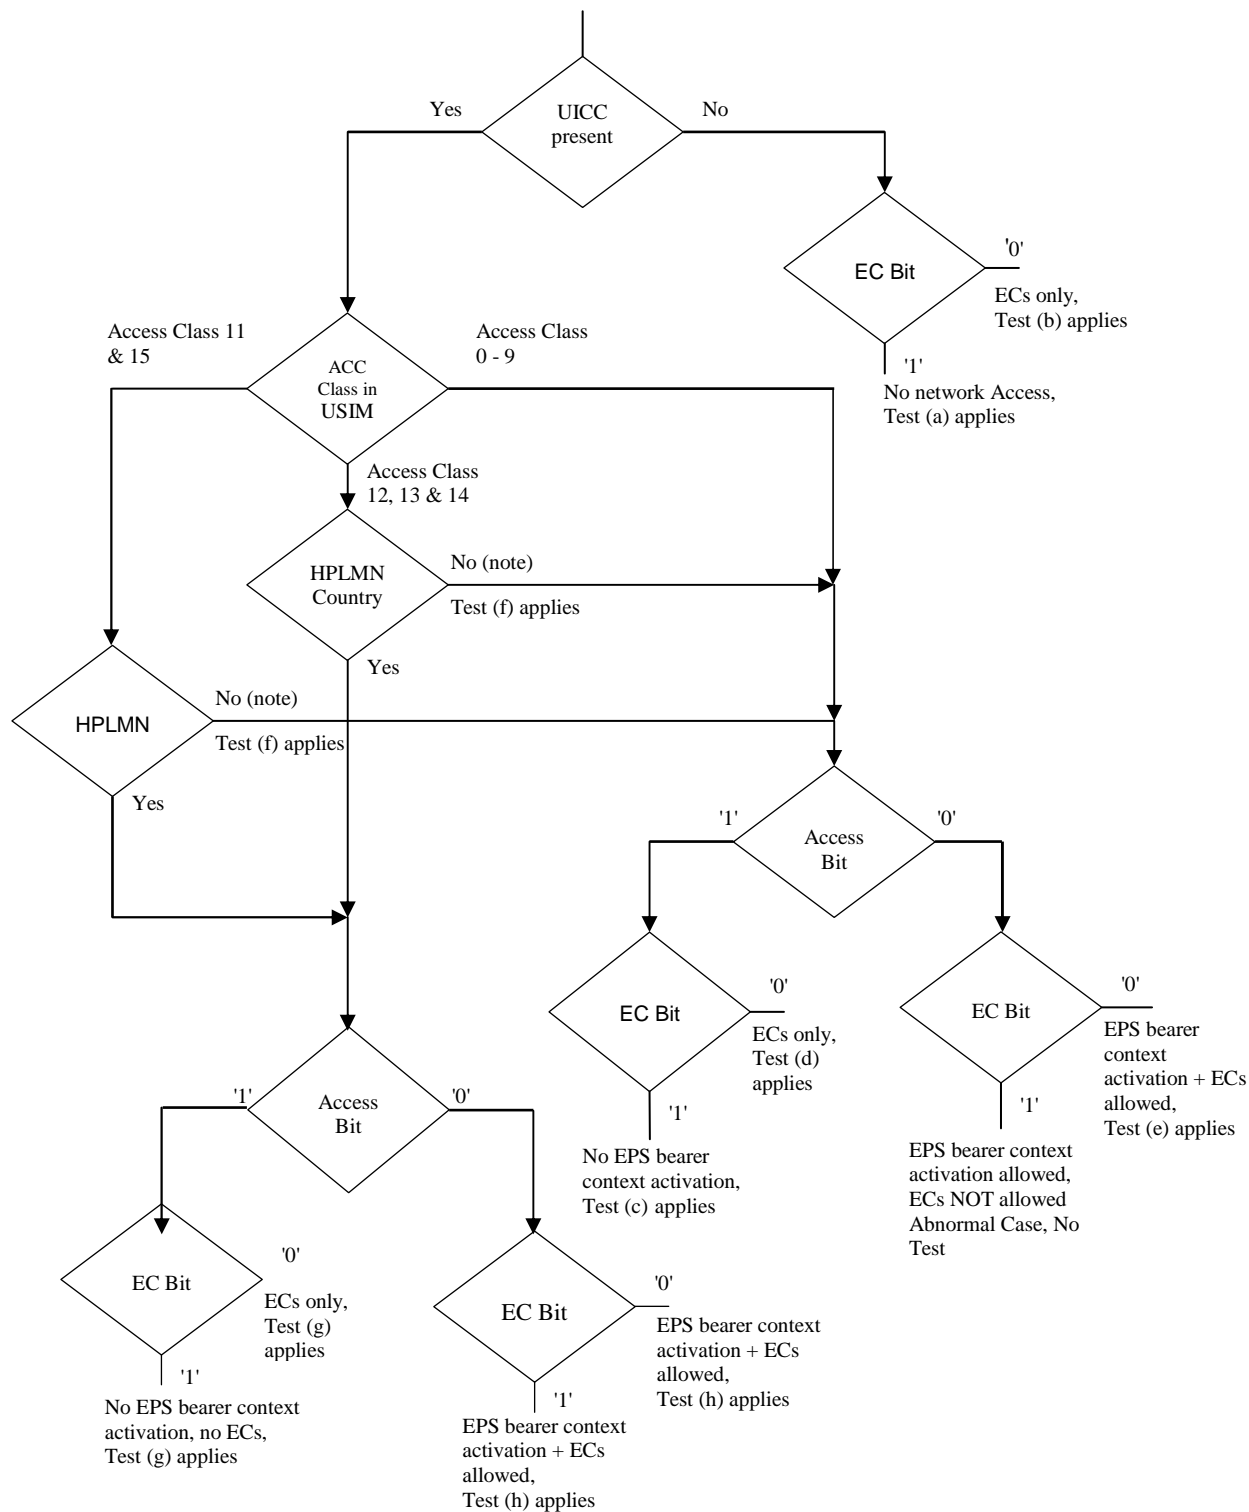 Yes
UICC
present
No
EC Bit
'0'
ECs only,
Test (b) applies
'1'
No network Access,
Test (a) applies
Access Class 11
& 15
ACC
Class in
USIM
Access Class
0 - 9
Access Class
12, 13 & 14
HPLMN
Country
No (note)
Test (f) applies
Yes
HPLMN
No (note)
Test (f) applies
Yes
'1'
Access
Bit
'0'
EC Bit
'0'
ECs only,
Test (d)
applies
'1'
No EPS bearer
context activation,
Test (c) applies
EC Bit
'0'
EPS bearer
context
activation + ECs
allowed,
Test (e) applies
'1'
EPS bearer context
activation allowed,
ECs NOT allowed
Abnormal Case, No
Test
'1'
Access
Bit
'0'
EC Bit
'0'
ECs only,
Test (g)
applies
'1'
No EPS bearer context
activation, no ECs,
Test (g) applies
EC Bit
'0'
EPS bearer context
activation + ECs
allowed,
Test (h) applies
'1'
EPS bearer context
activation + ECs
allowed,
Test (h) applies